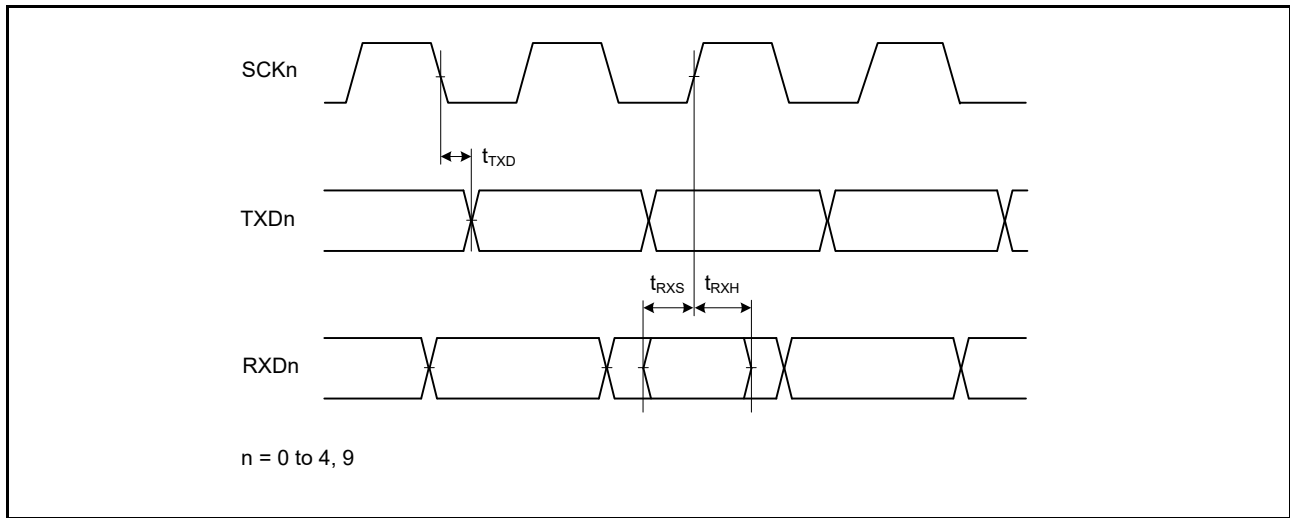 SCKn
tTXD
TXDn
tRXS tRXH
RXDn
n = 0 to 4, 9